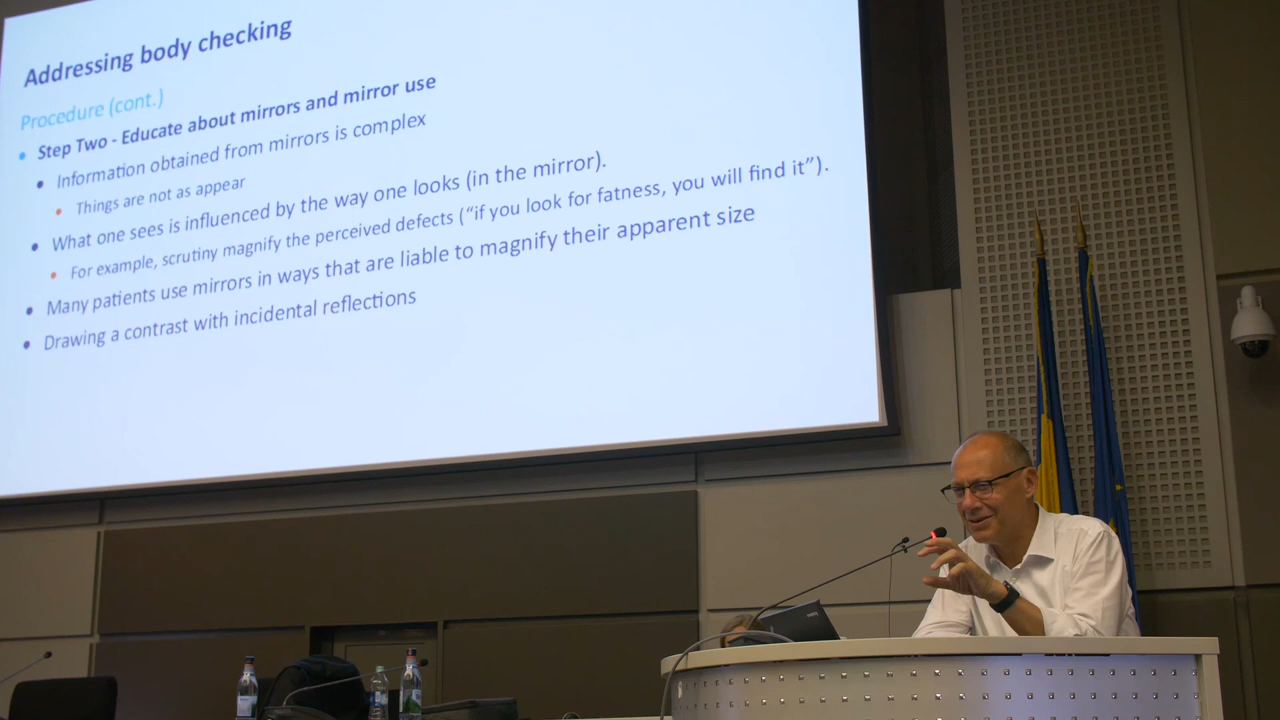 Addressing body checking
Procedure (cont.)
• Step Two - Educate about mirrors and mirror use
• Information obtained from mirrors is complex
• Things are not as appear
• What one sees is influenced by the way one looks (in the mirror).
• For example, scrutiny magnify the perceived defects (“if you look for fatness, you will find it”).
• Many patients use mirrors in ways that are liable to magnify their apparent size
• Drawing a contrast with incidental reflections